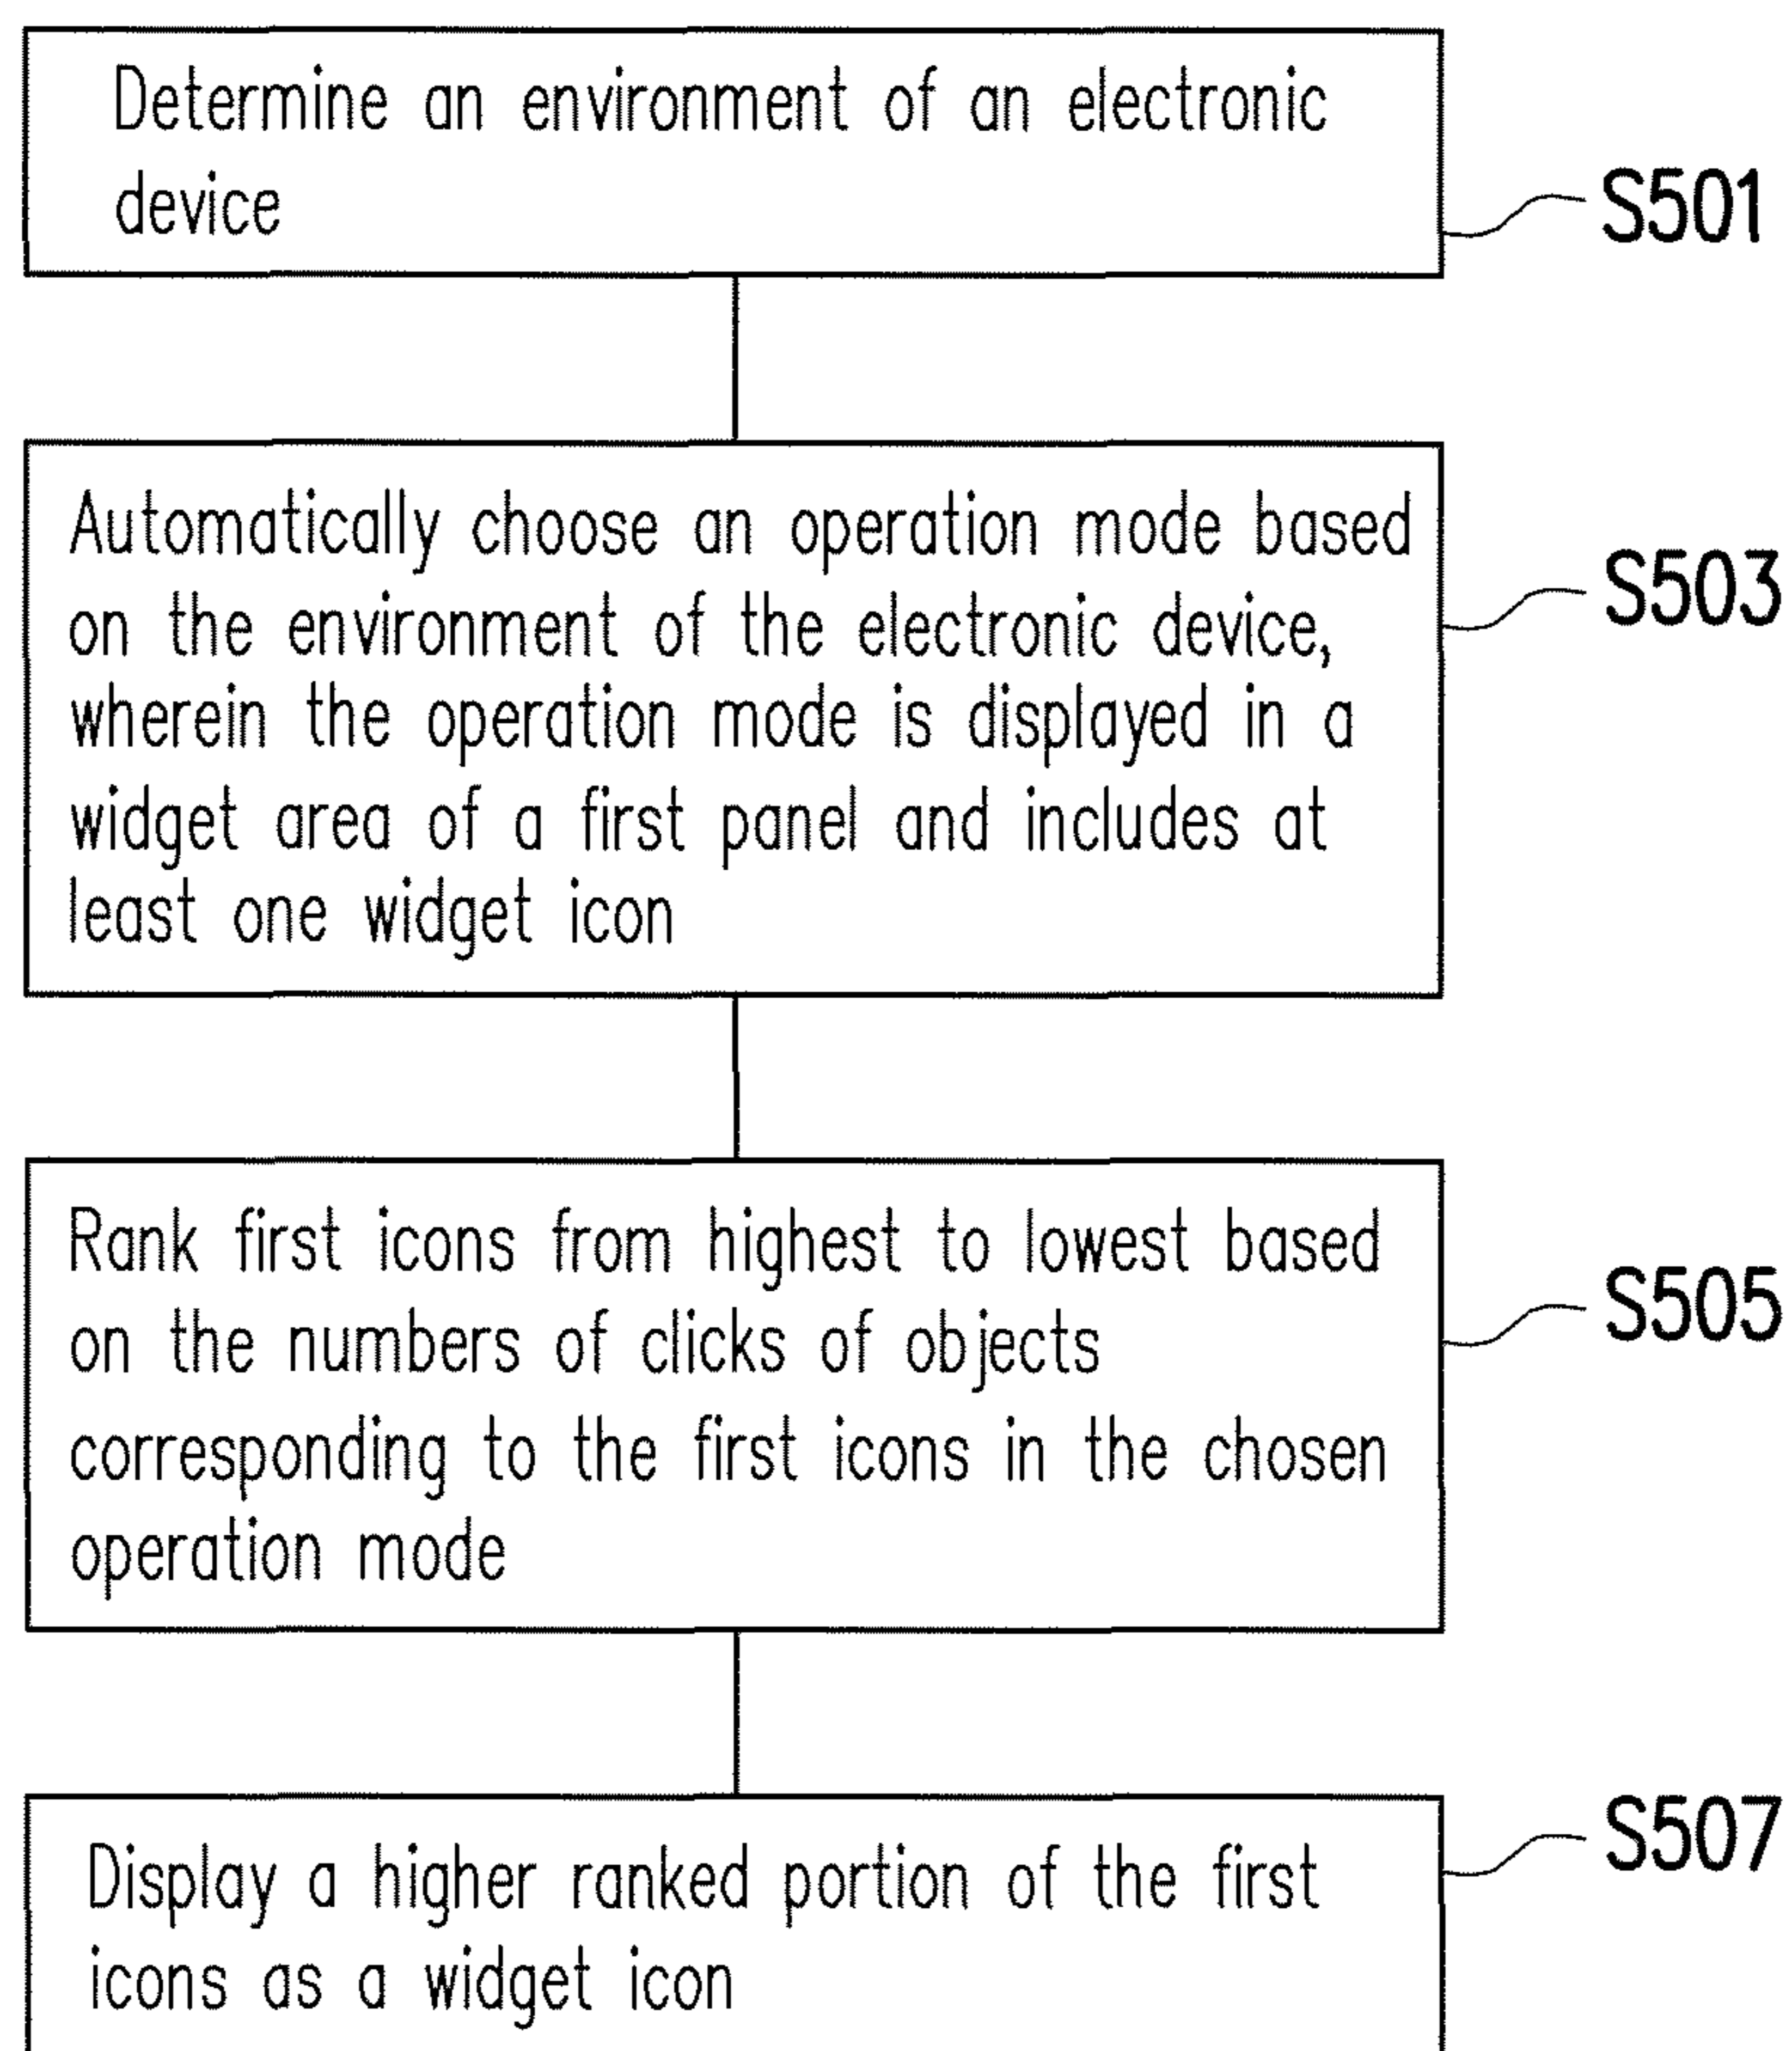 Determine an environment of an electronic
device
S501
Automatically choose an operation mode based
on the environment of the electronic device,
wherein the operation mode is displayed in a
widget area of a first panel and includes at
least one widget icon
S503
Rank first icons from highest to lowest based
on the numbers of clicks of objects
corresponding to the first icons in the chosen
operation mode
S505
Display a higher ranked portion of the first
icons as a widget icon
S507